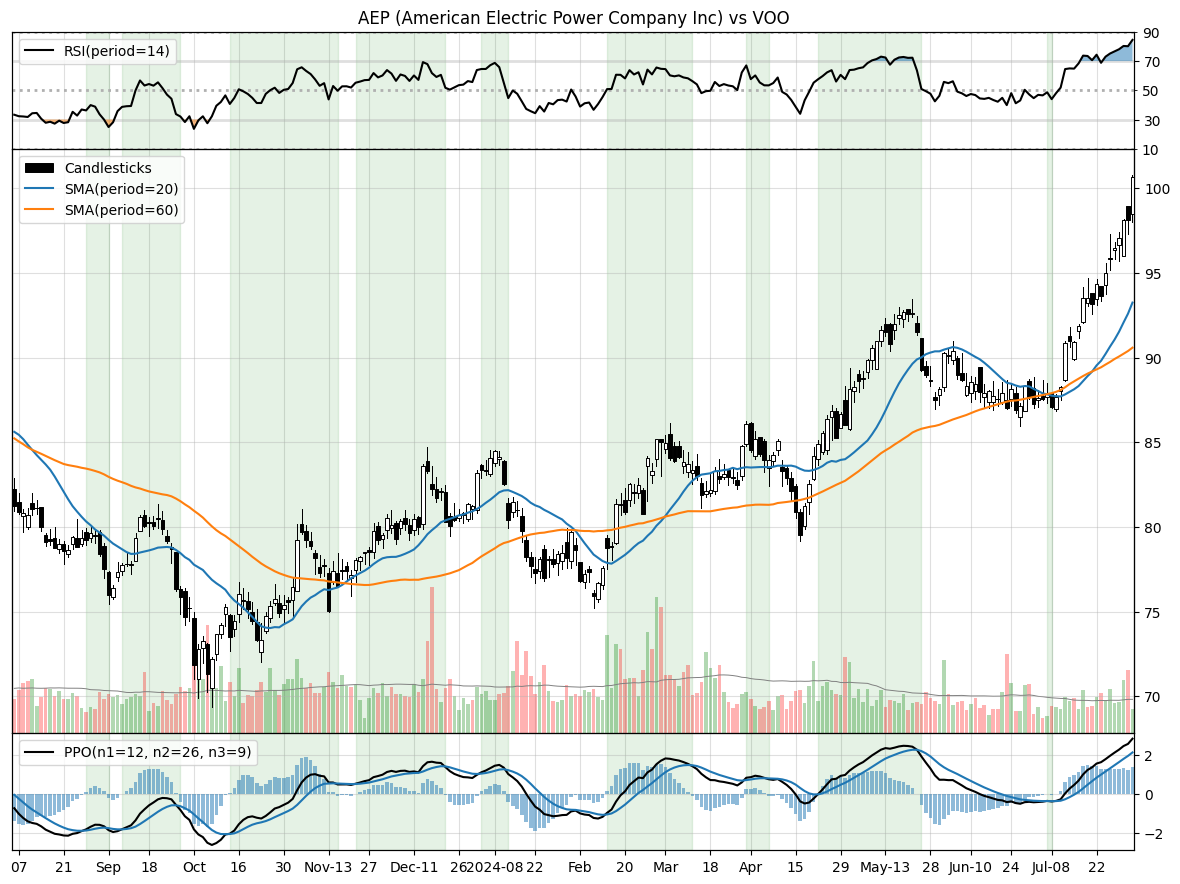 AEP (American Electric Power Company Inc) vs VOO
RSI(period=14)
90
70
50
30
10
Candlesticks
SMA(period=20)
SMA(period=60)
100
95
90
85
80
75
70
PPO(n1=12, n2=26, n3=9)
2
0
−2
07 21 Sep 18 Oct 16 30 Nov-13 27 Dec-11 26 2024-08 22 Feb 20 Mar 18 Apr 15 29 May-13 28 Jun-10 24 Jul-08 22